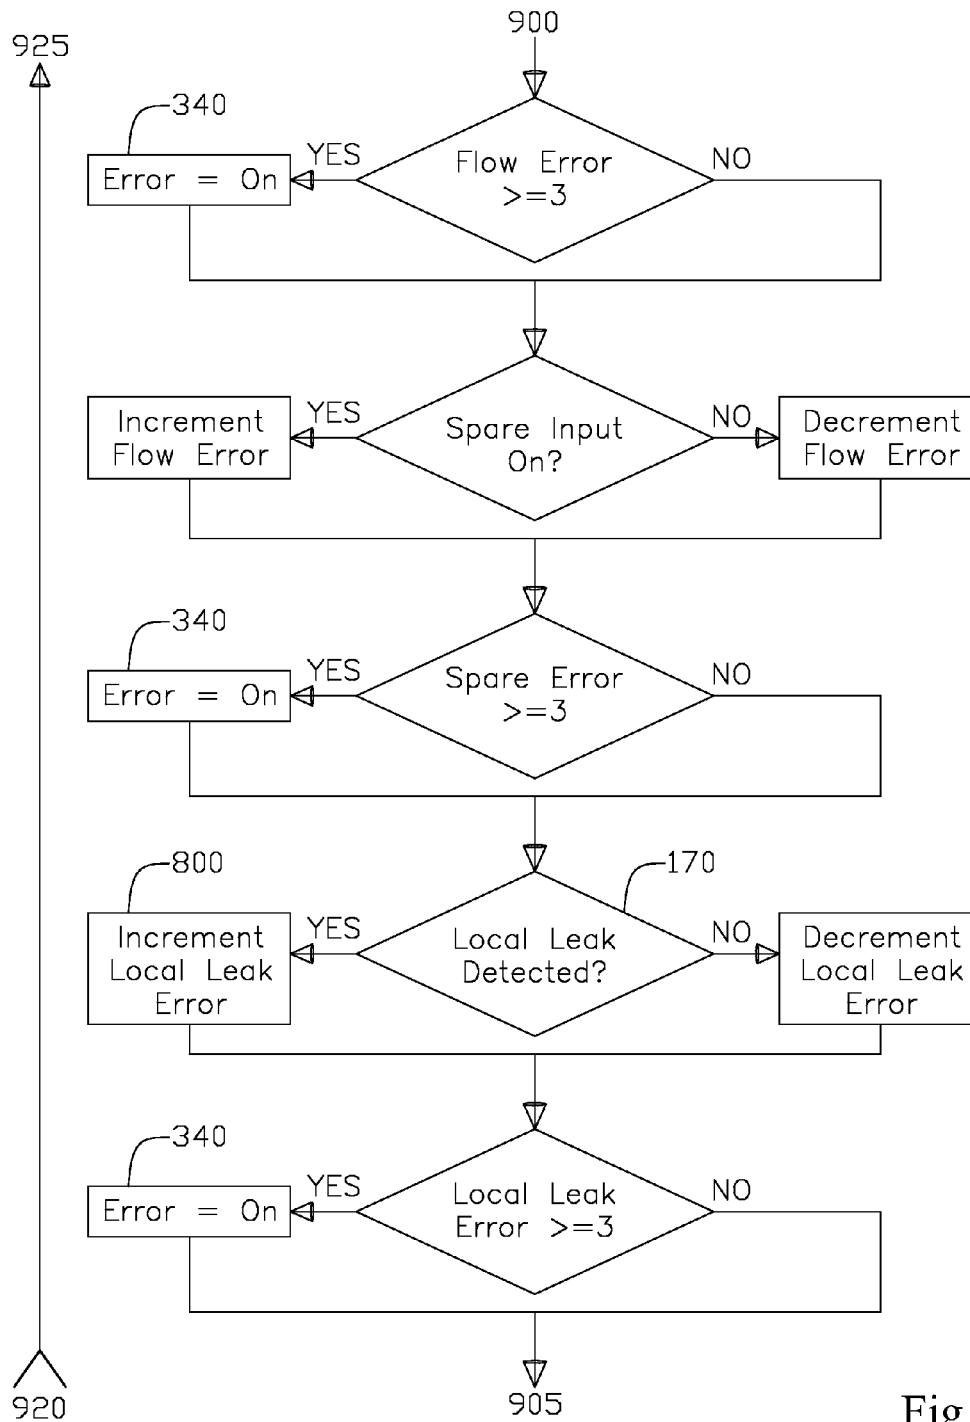 900
925
340
YES
Flow Error
>=3
NO
Error = On
Increment
Flow Error
YES
Spare Input
On?
NO
Decrement
Flow Error
340
YES
Spare Error
>=3
NO
Error = On
800
170
Increment
Local Leak
Error
YES
Local Leak
Detected?
NO
Decrement
Local Leak
Error
340
YES
Local Leak
Error >=3
NO
Error = On
920
905
Fig